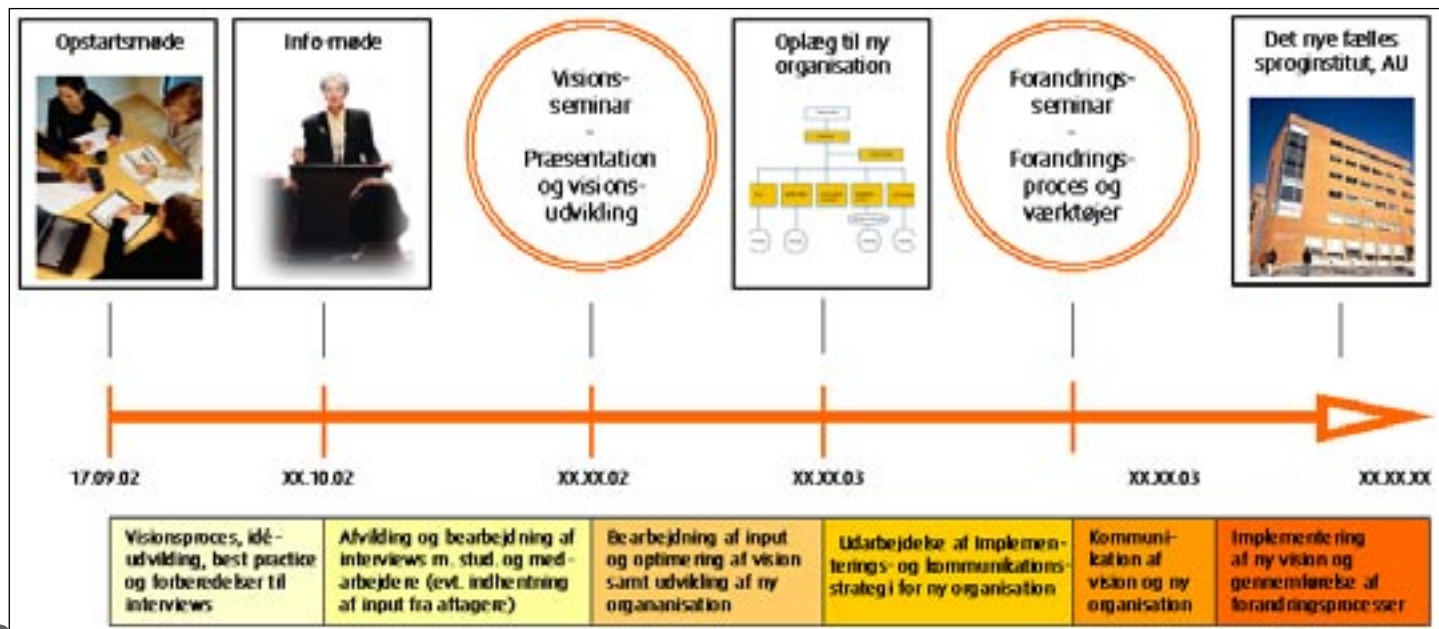 Opstartsmøde
Info-møde
Visions-
seminar
-
Præsentation
og visions-
udvikling
Oplæg til ny
organisation
Forandrings-
seminar
-
Forandrings-
proces og
værktøjer
Det nye fælles
sproginstitut, AU
17.09.02
XX.10.02
XX.XX.02
XX.XX.03
XX.XX.03
XX.XX.XX
Visionsproces, idé-
udvilding, best practice
og forberedelser til
interviews
Afvilding og bearbejdning af
interviews m. stud. og med-
arbejdere (evt. indhentning
af input fra aftagere)
Bearbejdning af input
og optimering af vision
samt udvikling af ny
organanisation
Udarbejdelse af Implemen-
terings- og kommunikations-
strategi for ny organisation
Kommuni-
kation af
vision og ny
organisation
Implementering
af ny vision og
gennemførelse af
forandringsprocesser